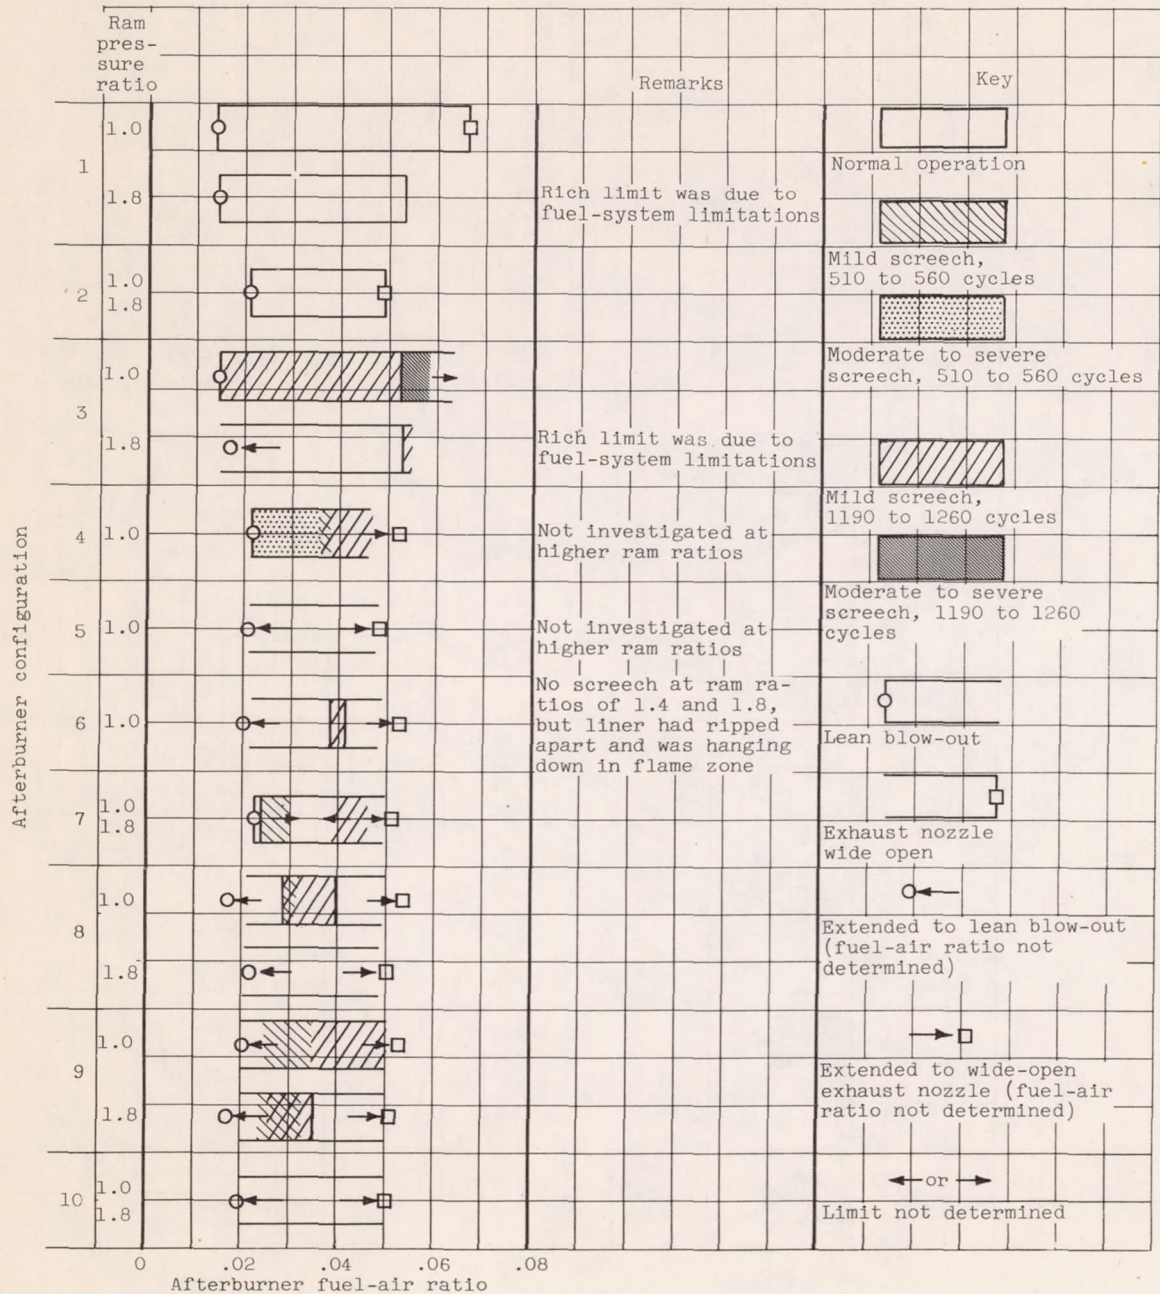 Ram
pres-
sure
ratio
Remarks
Key
Afterburner configuration
1
1.0
1.8
Rich limit was due to
fuel-system limitations
2
1.0
1.8
3
1.0
1.8
Rich limit was due to
fuel-system limitations
4
1.0
Not investigated at
higher ram ratios
5
1.0
Not investigated at
higher ram ratios
6
1.0
No screech at ram ra-
tios of 1.4 and 1.8,
but liner had ripped
apart and was hanging
down in flame zone
7
1.0
1.8
8
1.0
1.8
9
1.0
1.8
10
1.0
1.8
Normal operation
Mild screech,
510 to 560 cycles
Moderate to severe
screech, 510 to 560 cycles
Mild screech,
1190 to 1260 cycles
Moderate to severe
screech, 1190 to 1260
cycles
Lean blow-out
Exhaust nozzle
wide open
Extended to lean blow-out
(fuel-air ratio not
determined)
Extended to wide-open
exhaust nozzle (fuel-air
ratio not determined)
or
Limit not determined
0 .02 .04 .06 .08
Afterburner fuel-air ratio